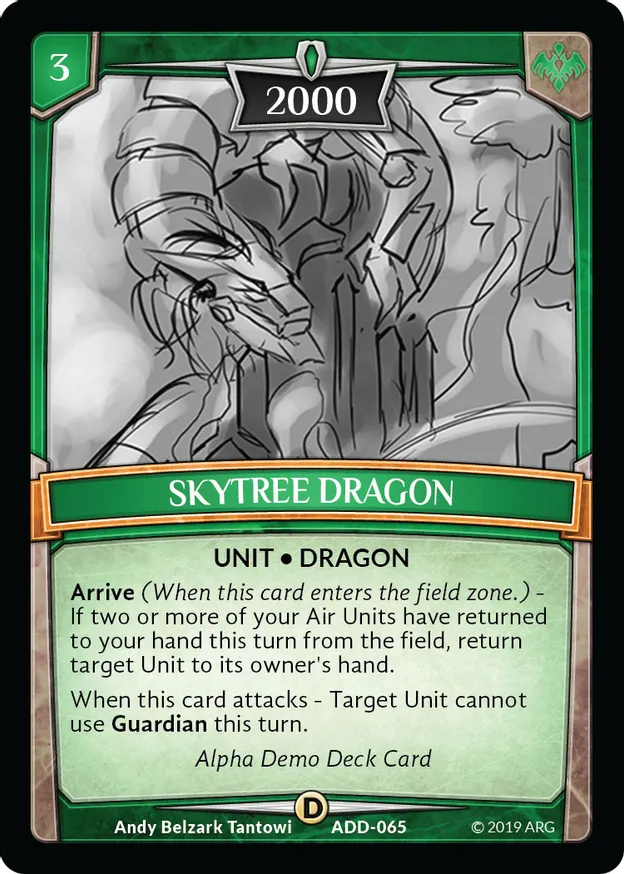 3
2000
SKYTREE DRAGON
UNIT • DRAGON
Arrive (When this card enters the field zone.) -
If two or more of your Air Units have returned
to your hand this turn from the field, return
target Unit to its owner's hand.
When this card attacks - Target Unit cannot
use Guardian this turn.
Alpha Demo Deck Card
D
Andy Belzark Tantowi ADD-065 © 2019 ARG